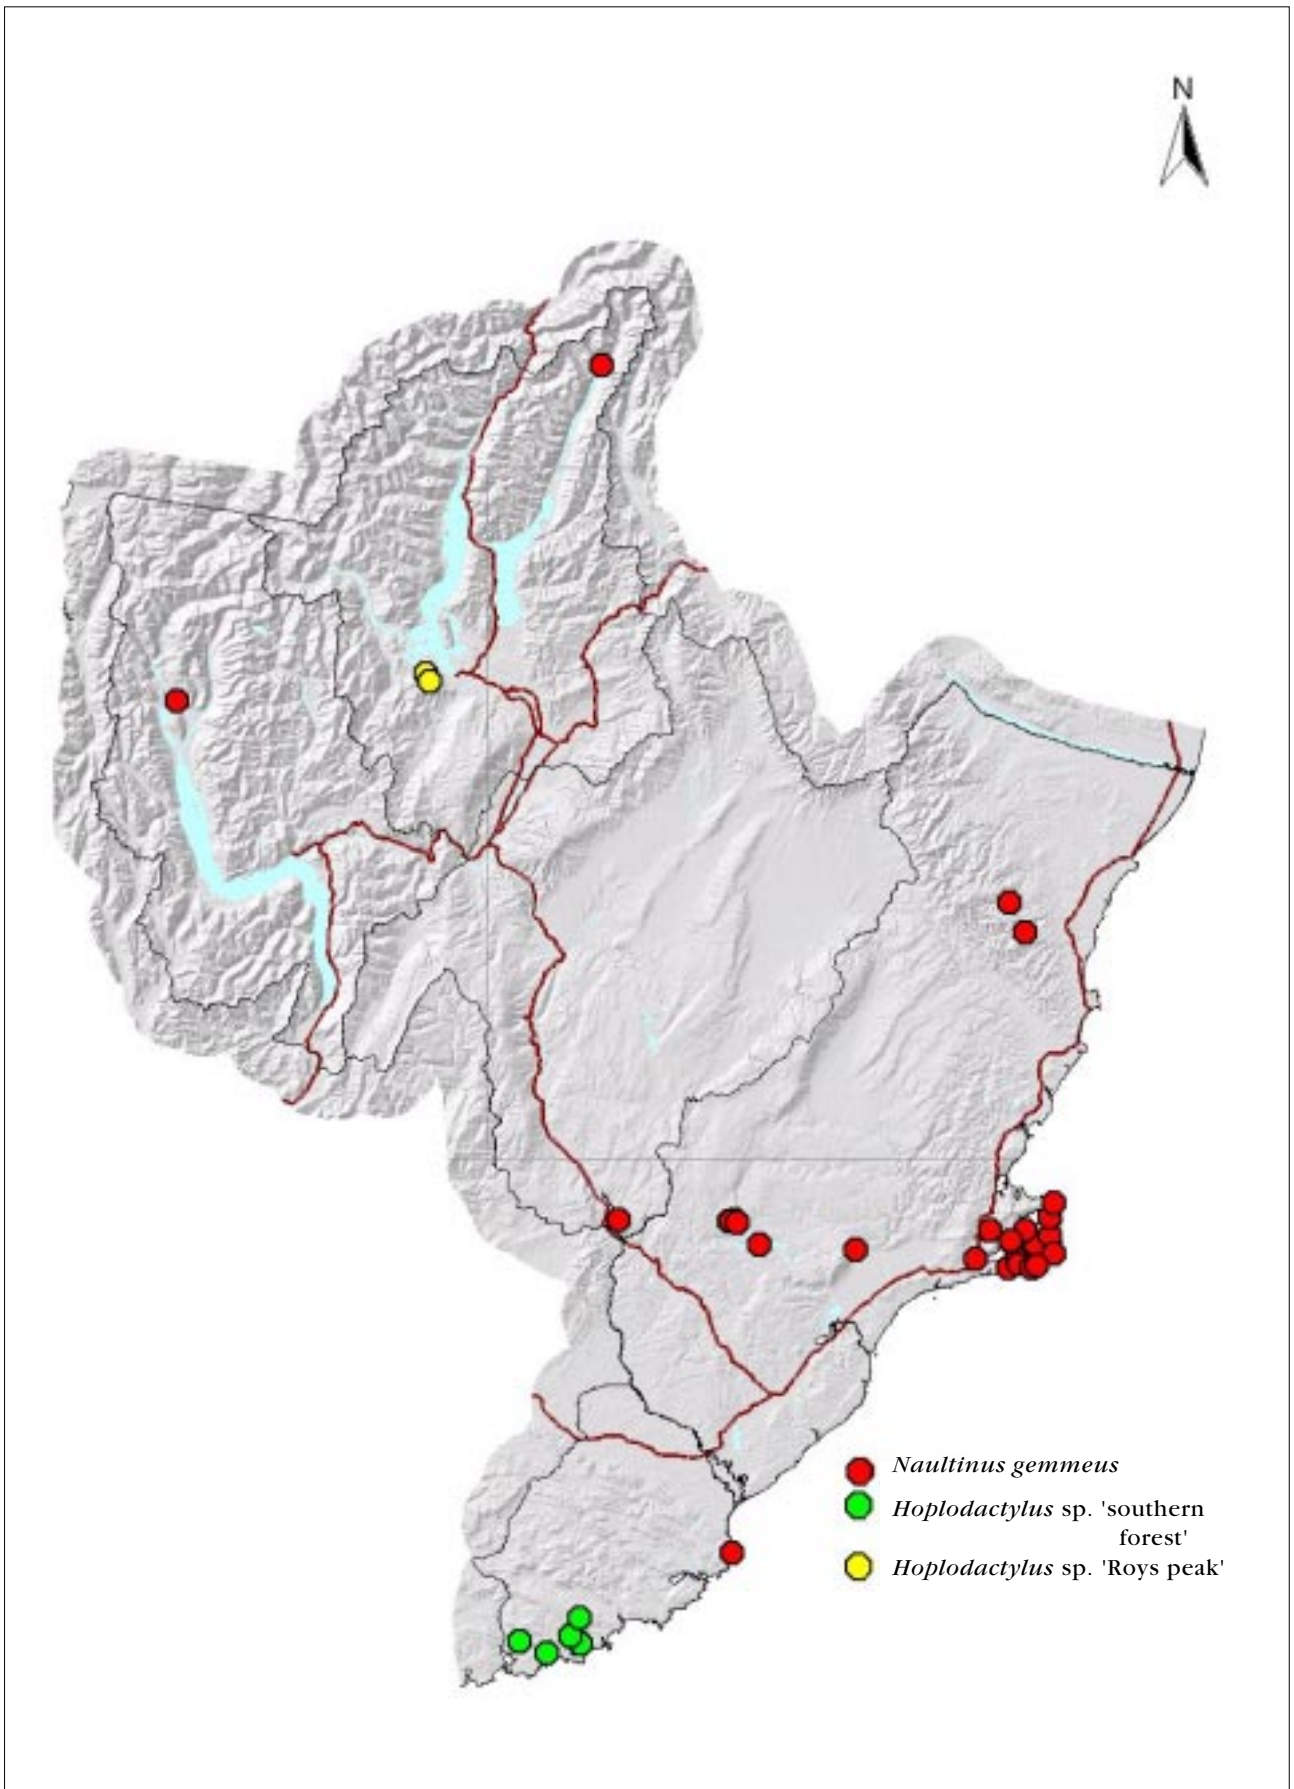 N
Naultinus gemmeus
Hoplodactylus sp. 'southern
forest'
Hoplodactylus sp. 'Roys peak'